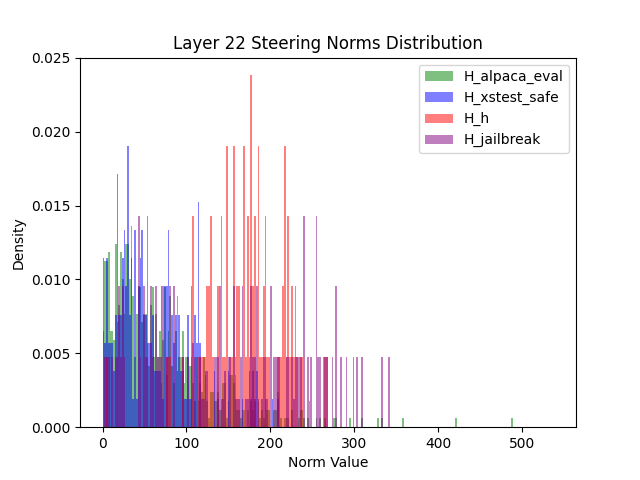 Layer 22 Steering Norms Distribution
H_alpaca_eval
H_xstest_safe
H_h
H_jailbreak
Density
0.025
0.020
0.015
0.010
0.005
0.000
0
100
200
300
400
500
Norm Value